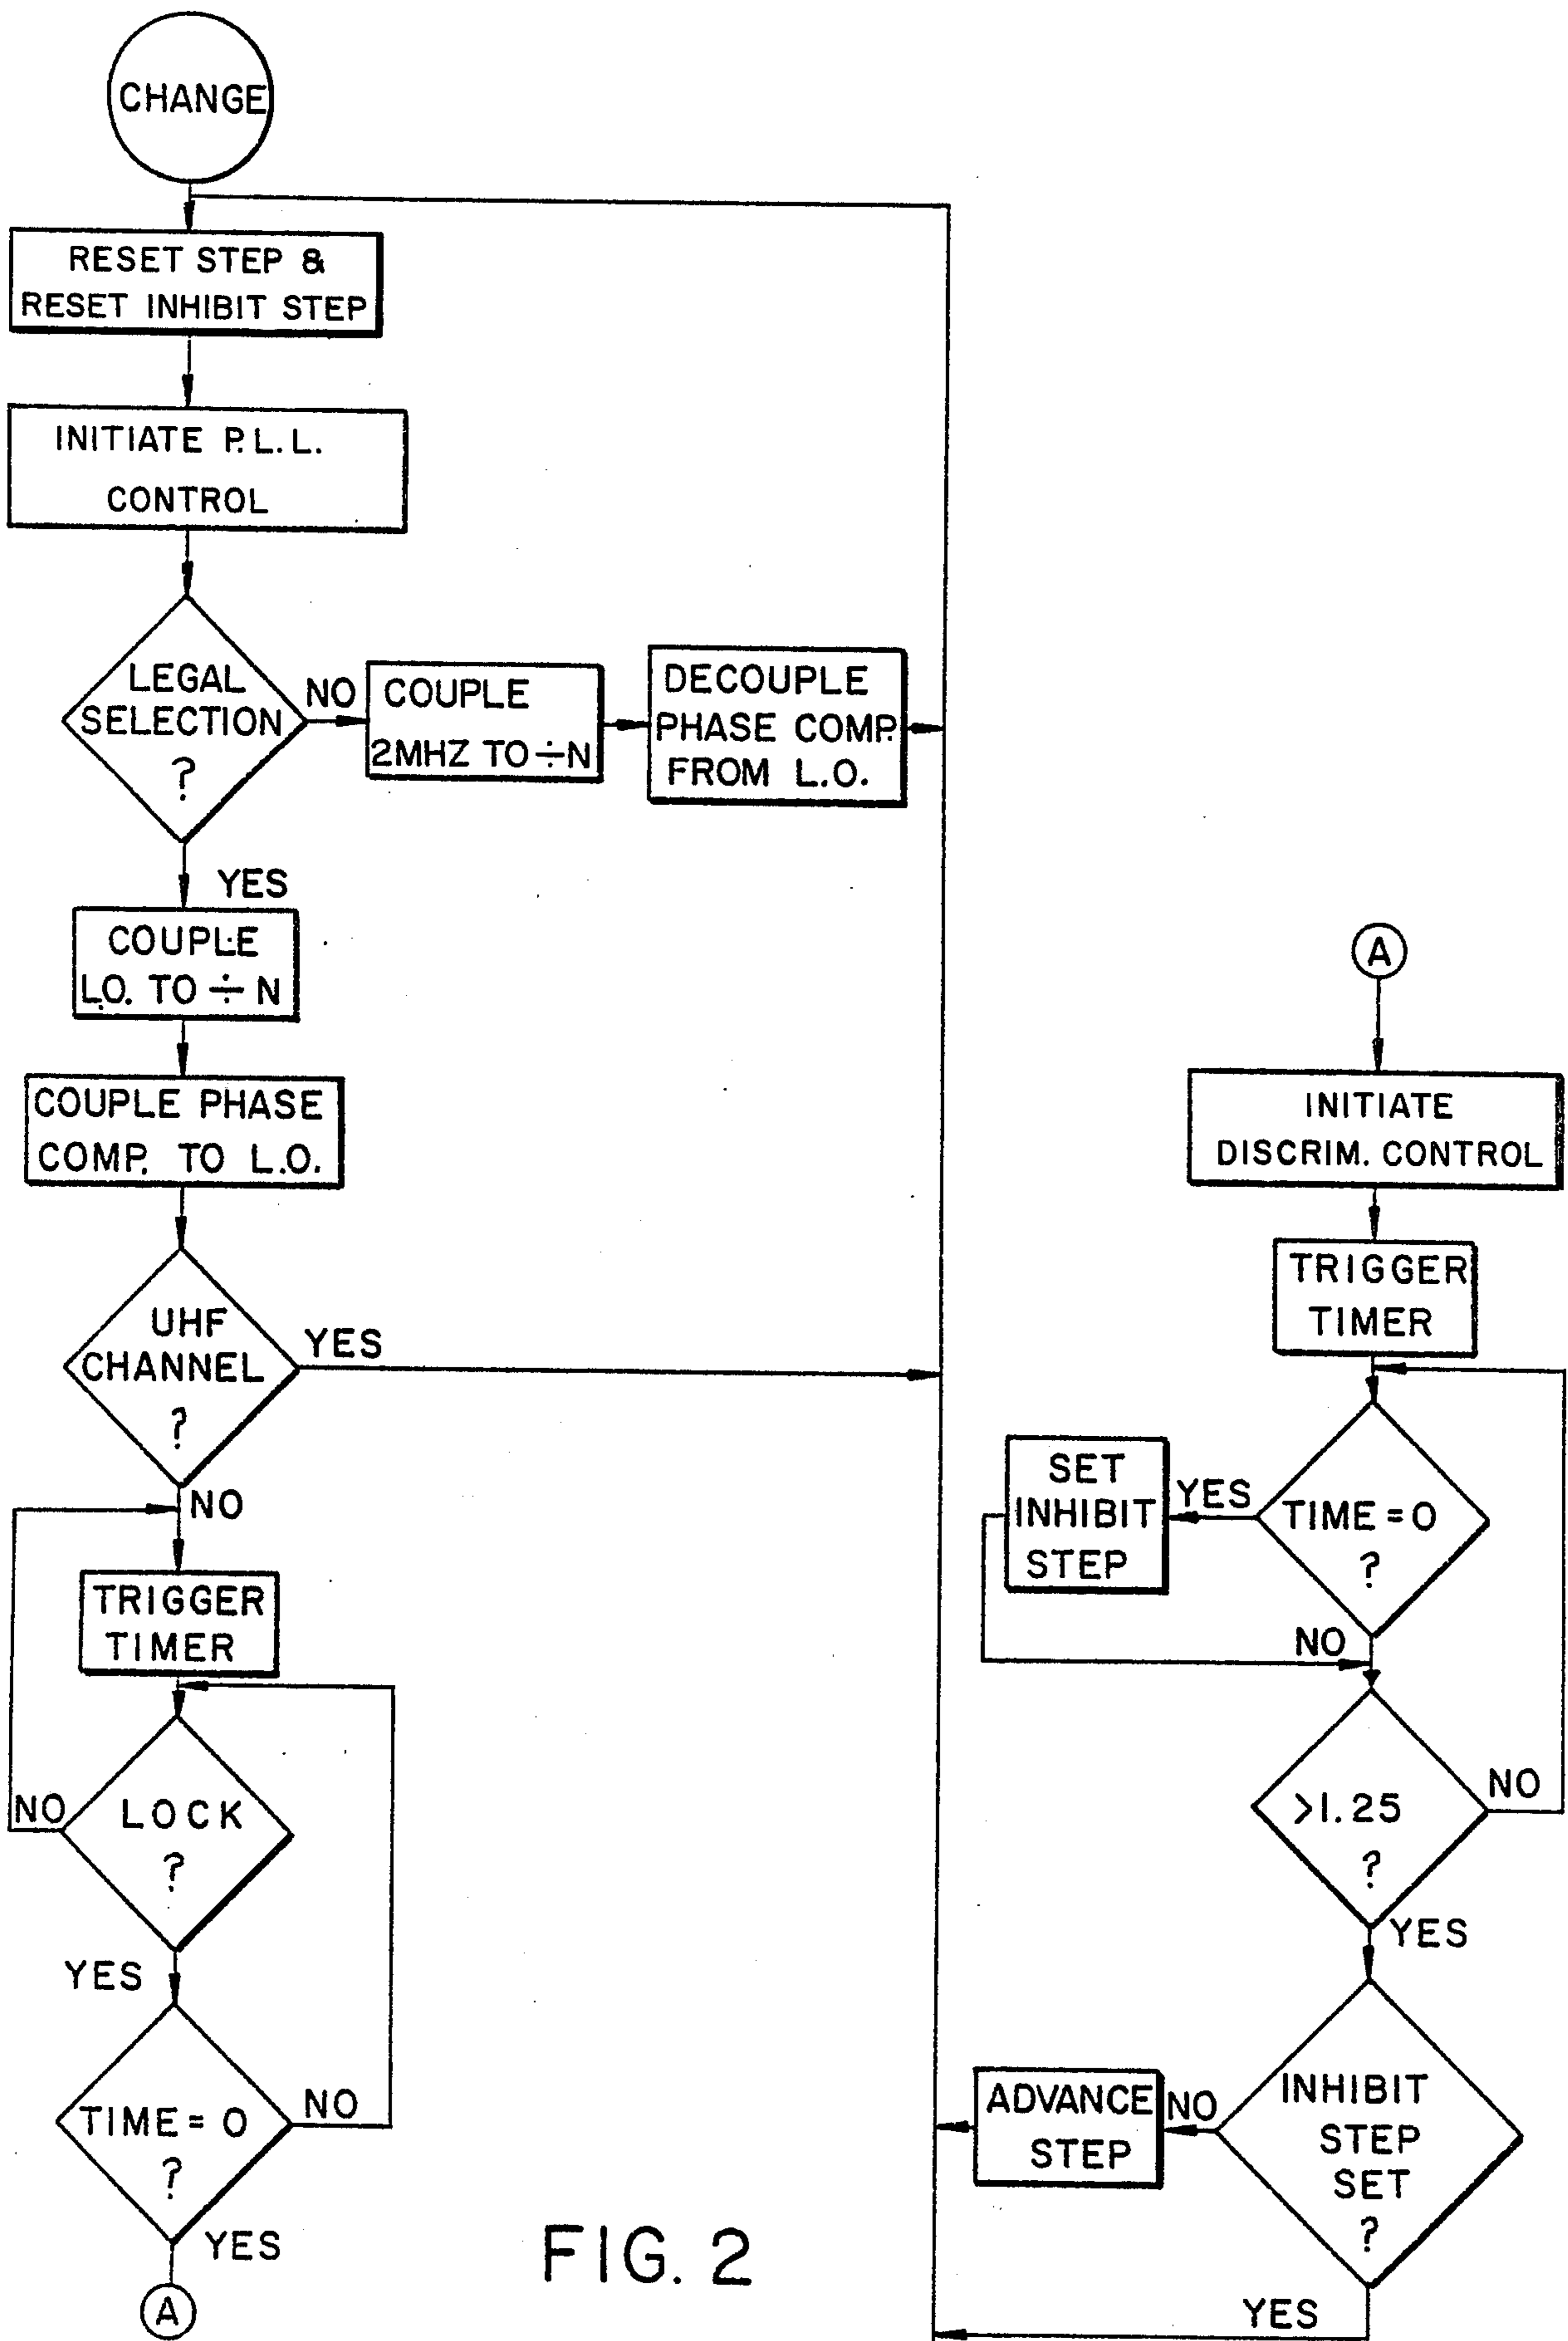 CHANGE
RESET STEP &
RESET INHIBIT STEP
INITIATE P.L.L.
CONTROL
LEGAL
SELECTION
?
NO
COUPLE
2MHZ TO ÷N
DECOUPLE
PHASE COMP.
FROM L.O.
YES
COUPLE
L.O. TO ÷ N
COUPLE PHASE
COMP. TO L.O.
UHF
CHANNEL
?
YES
NO
TRIGGER
TIMER
LOCK
?
NO
YES
TIME = 0
?
NO
YES
A
A
INITIATE
DISCRIM. CONTROL
TRIGGER
TIMER
TIME = 0
?
YES
SET
INHIBIT
STEP
NO
>1.25
?
NO
YES
INHIBIT
STEP
SET
?
NO
ADVANCE
STEP
YES
FIG. 2